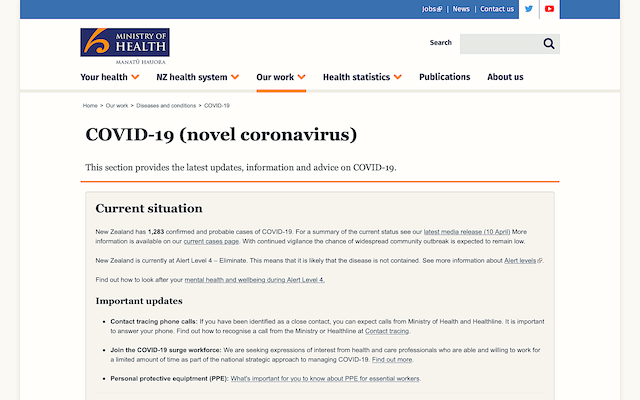 Jobs | News | Contact us
MINISTRY OF
HEALTH
MANATŪ HAUORA
Search
Your health NZ health system Our work Health statistics Publications About us
Home > Our work > Diseases and conditions > COVID-19
COVID-19 (novel coronavirus)
This section provides the latest updates, information and advice on COVID-19.
Current situation
New Zealand has 1,283 confirmed and probable cases of COVID-19. For a summary of the current status see our latest media release (10 April) More
information is available on our current cases page. With continued vigilance the chance of widespread community outbreak is expected to remain low.
New Zealand is currently at Alert Level 4 – Eliminate. This means that it is likely that the disease is not contained. See more information about Alert levels.
Find out how to look after your mental health and wellbeing during Alert Level 4.
Important updates
• Contact tracing phone calls: If you have been identified as a close contact, you can expect calls from Ministry of Health and Healthline. It is important
to answer your phone. Find out how to recognise a call from the Ministry or Healthline at Contact tracing.
• Join the COVID-19 surge workforce: We are seeking expressions of interest from health and care professionals who are able and willing to work for
a limited amount of time as part of the national strategic approach to managing COVID-19. Find out more.
• Personal protective equiptment (PPE): What's important for you to know about PPE for essential workers.